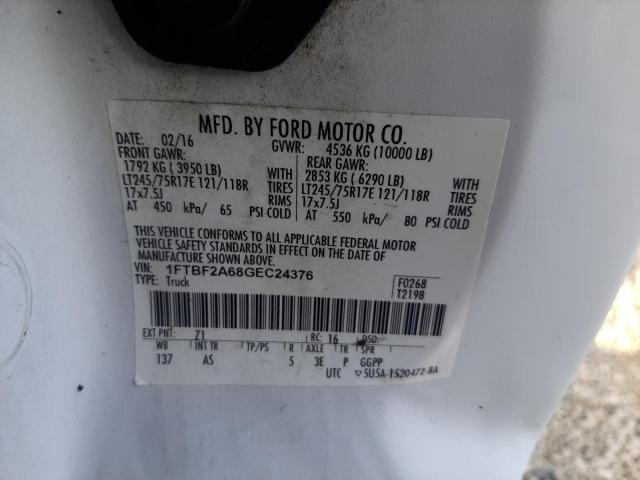 MFD. BY FORD MOTOR CO.
DATE: 02/16 GVWR: 4536 KG (10000 LB)
FRONT GAWR: REAR GAWR:
1792 KG (3950 LB) WITH 2853 KG (6290 LB) WITH
LT245/75R17E 121/118R TIRES LT245/75R17E 121/118R TIRES
17x7.5J RIMS 17x7.5J RIMS
AT 450 kPa/ 65 PSI COLD AT 550 kPa/ 80 PSI COLD
THIS VEHICLE CONFORMS TO ALL APPLICABLE FEDERAL MOTOR
VEHICLE SAFETY STANDARDS IN EFFECT ON THE DATE OF
MANUFACTURE SHOWN ABOVE.
VIN: 1FTBF2A68GEC24376 F0268
TYPE: Truck T2198
EXT PNT: Z1 RC: 16 DSO:
WB INT TR TP/PS R AXLE TR SPR
137 AS 5 3E P GGPP
UTC ▽5U5A-1520472-BA